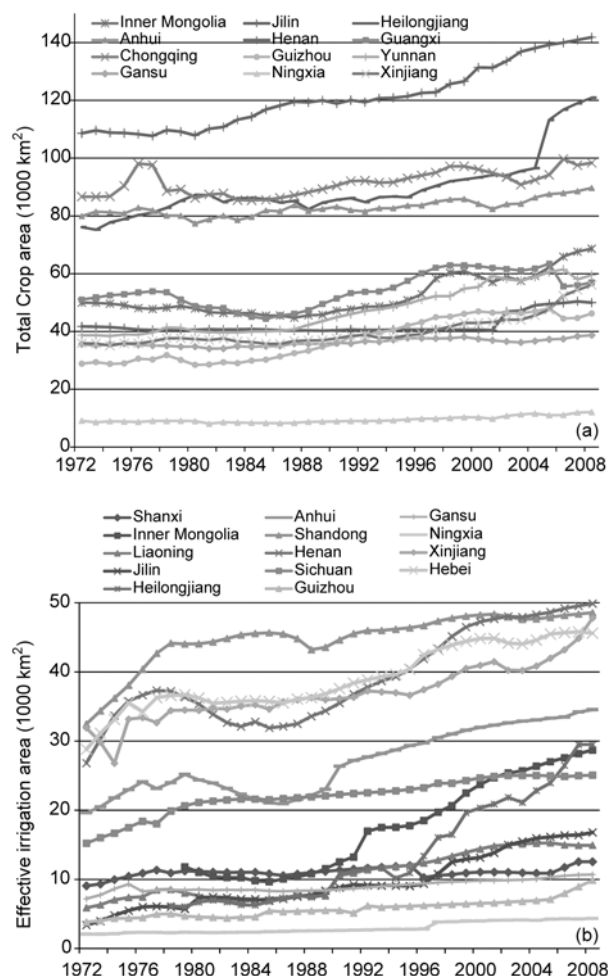 Inner Mongolia Jilin Heilongjiang
Anhui Henan Guangxi
Chongqing Guizhou Yunnan
Gansu Ningxia Xinjiang
Total Crop area (1000 km²)
140
120
100
80
60
40
20
0
(a)
1972 1976 1980 1984 1988 1992 1996 2000 2004 2008
Shanxi Anhui Gansu
Inner Mongolia Shandong Ningxia
Liaoning Henan Xinjiang
Jilin Sichuan Hebei
Heilongjiang Guizhou
Effective irrigation area (1000 km²)
50
40
30
20
10
0
(b)
1972 1976 1980 1984 1988 1992 1996 2000 2004 2008